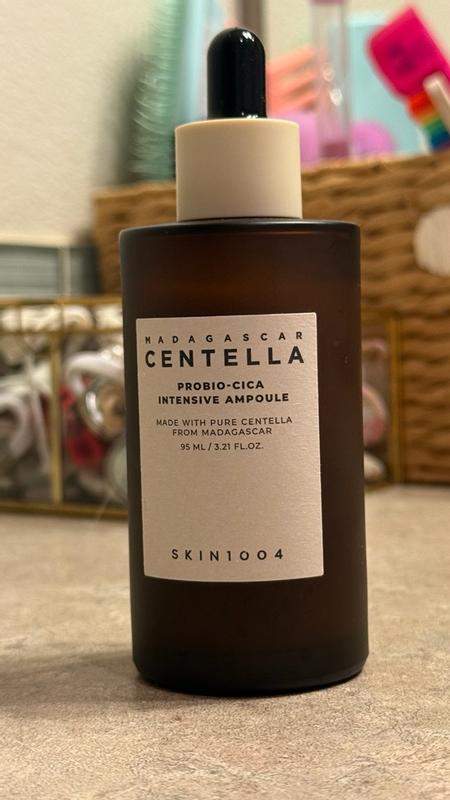 MADAGASCAR
CENTELLA
PROBIO-CICA
INTENSIVE AMPOULE
MADE WITH PURE CENTELLA
FROM MADAGASCAR
95 ML / 3.21 FL.OZ.
SKIN1004